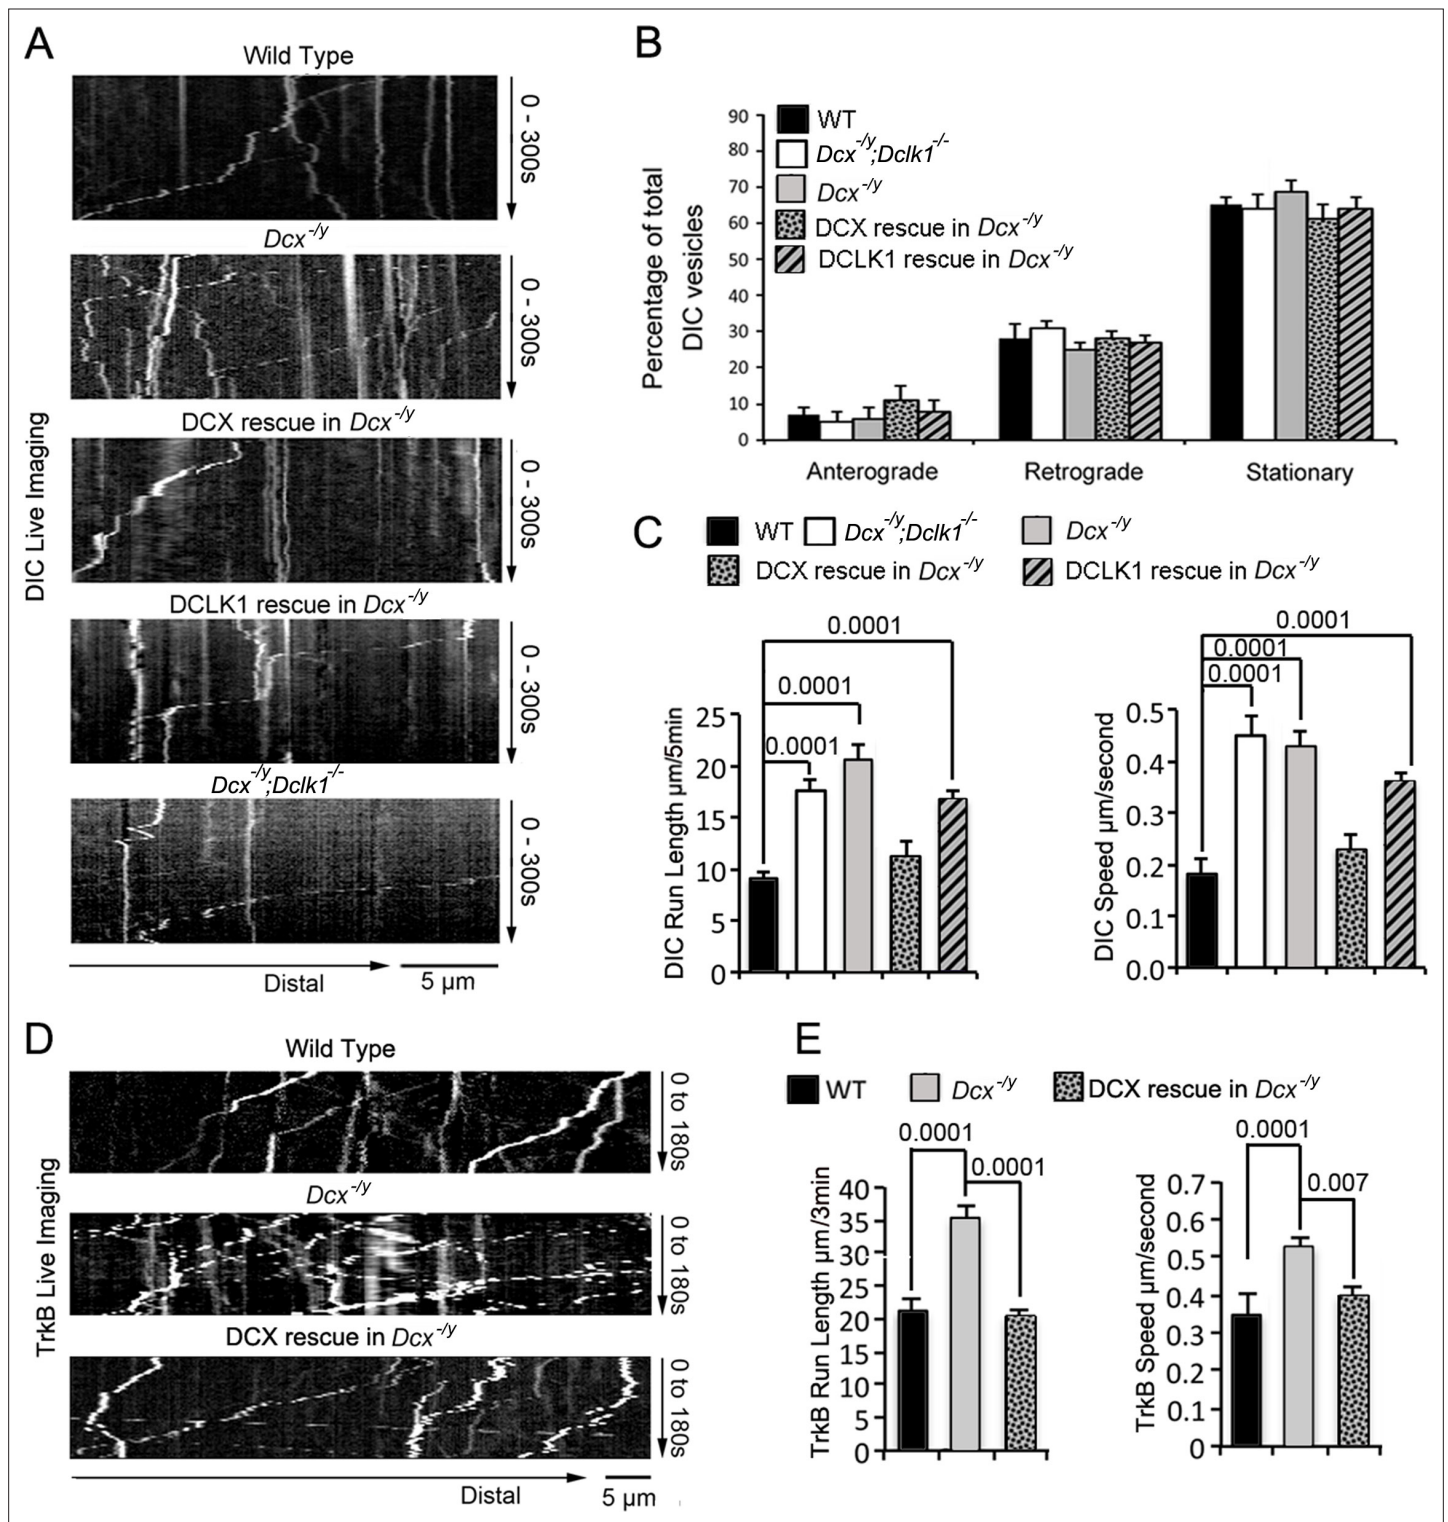 A
Wild Type
0 - 300s
Dcx-/y
0 - 300s
DCX rescue in Dcx-/y
0 - 300s
DCLK1 rescue in Dcx-/y
0 - 300s
Dcx-/y;Dclk1-/-
0 - 300s
DIC Live Imaging
Distal
5 µm
B
Percentage of total
DIC vesicles
90
80
70
60
50
40
30
20
10
0
WT
Dcx-/y;Dclk1-/-
Dcx-/y
DCX rescue in Dcx-/y
DCLK1 rescue in Dcx-/y
Anterograde
Retrograde
Stationary
C
WT
Dcx-/y;Dclk1-/-
Dcx-/y
DCX rescue in Dcx-/y
DCLK1 rescue in Dcx-/y
DIC Run Length µm/5min
25
20
15
10
5
0
0.0001
0.0001
0.0001
DIC Speed µm/second
0.5
0.4
0.3
0.2
0.1
0.0
0.0001
0.0001
0.0001
D
Wild Type
0 to 180s
Dcx-/y
0 to 180s
DCX rescue in Dcx-/y
0 to 180s
TrkB Live Imaging
Distal
5 µm
E
WT
Dcx-/y
DCX rescue in Dcx-/y
TrkB Run Length µm/3min
40
35
30
25
20
15
10
5
0
0.0001
0.0001
TrkB Speed µm/second
0.7
0.6
0.5
0.4
0.3
0.2
0.1
0
0.0001
0.007